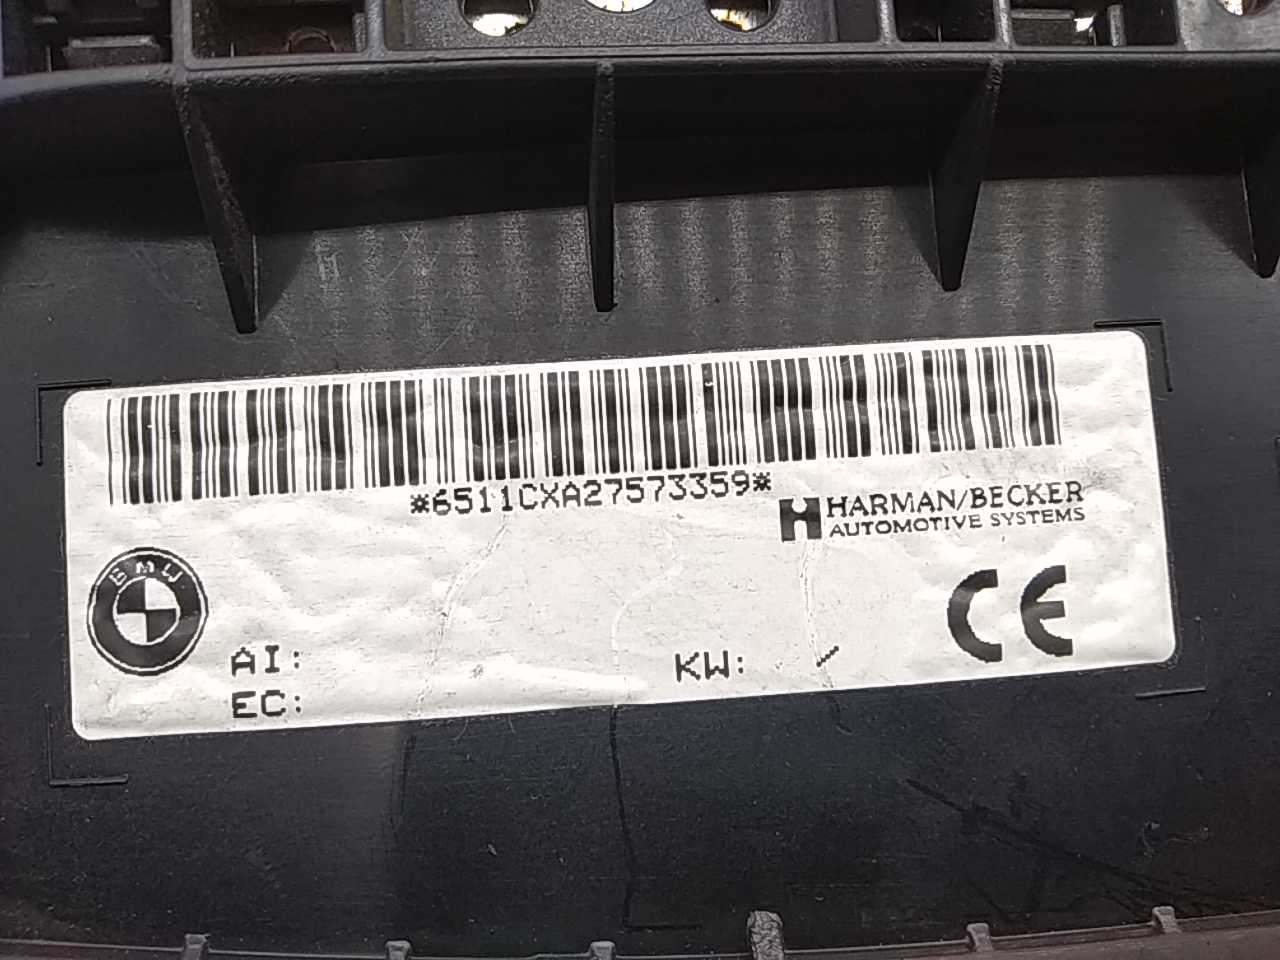 *6511CXA27573359*
HARMAN/BECKER
AUTOMOTIVE SYSTEMS
BMW
CE
AI:
KW: /
EC: